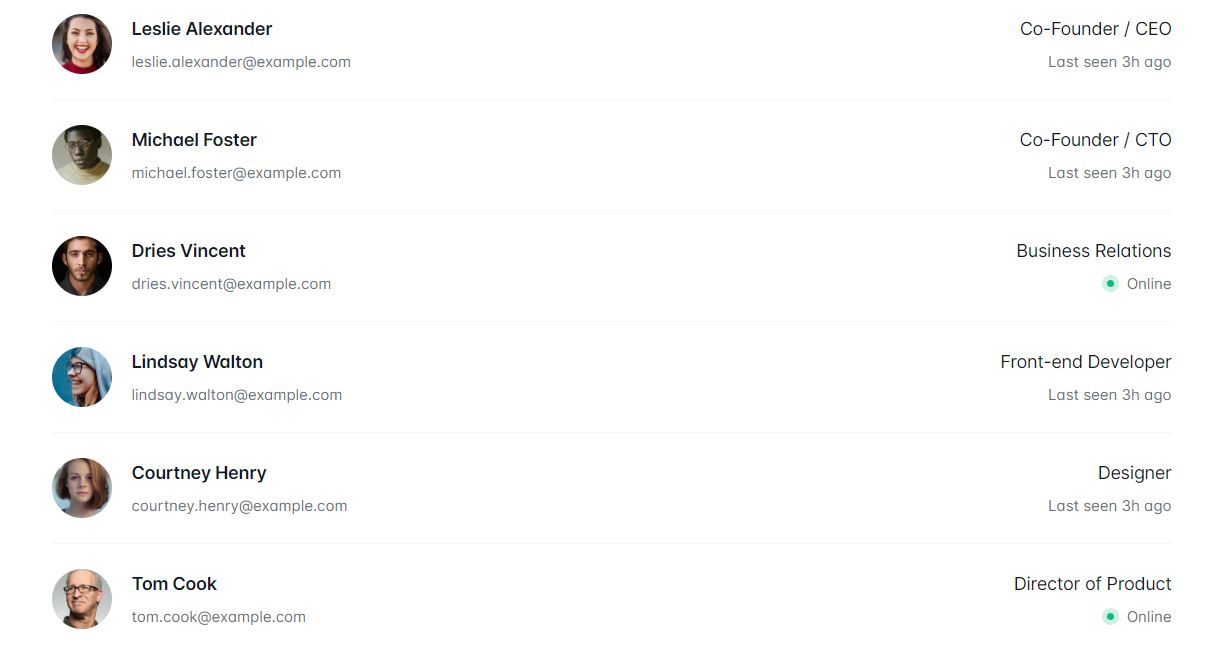 Leslie Alexander
Co-Founder / CEO
leslie.alexander@example.com
Last seen 3h ago
Michael Foster
Co-Founder / CTO
michael.foster@example.com
Last seen 3h ago
Dries Vincent
Business Relations
dries.vincent@example.com
Online
Lindsay Walton
Front-end Developer
lindsay.walton@example.com
Last seen 3h ago
Courtney Henry
Designer
courtney.henry@example.com
Last seen 3h ago
Tom Cook
Director of Product
tom.cook@example.com
Online